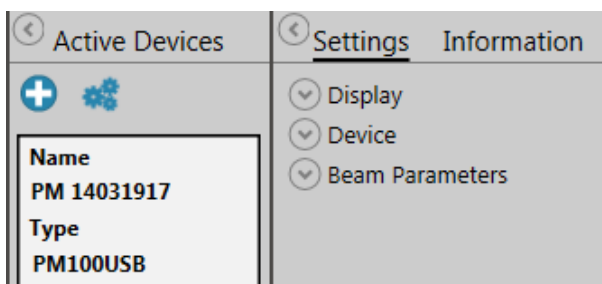 Active Devices
Name
PM 14031917
Type
PM100USB
Settings Information
Display
Device
Beam Parameters